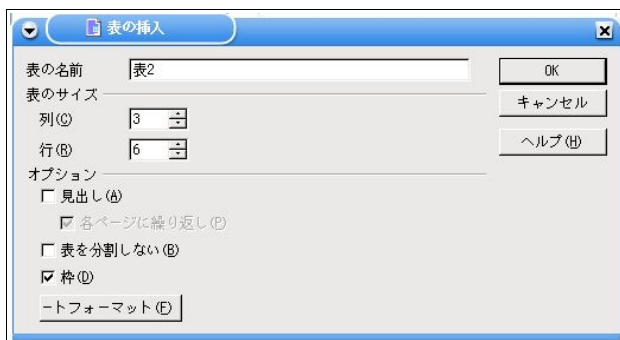 表の挿入
表の名前 表2
OK
表のサイズ
キャンセル
列(C) 3
行(R) 6
ヘルプ(H)
オプション
見出し(A)
各ページに繰り返し(P)
表を分割しない(B)
枠(D)
ートフォーマット(F)